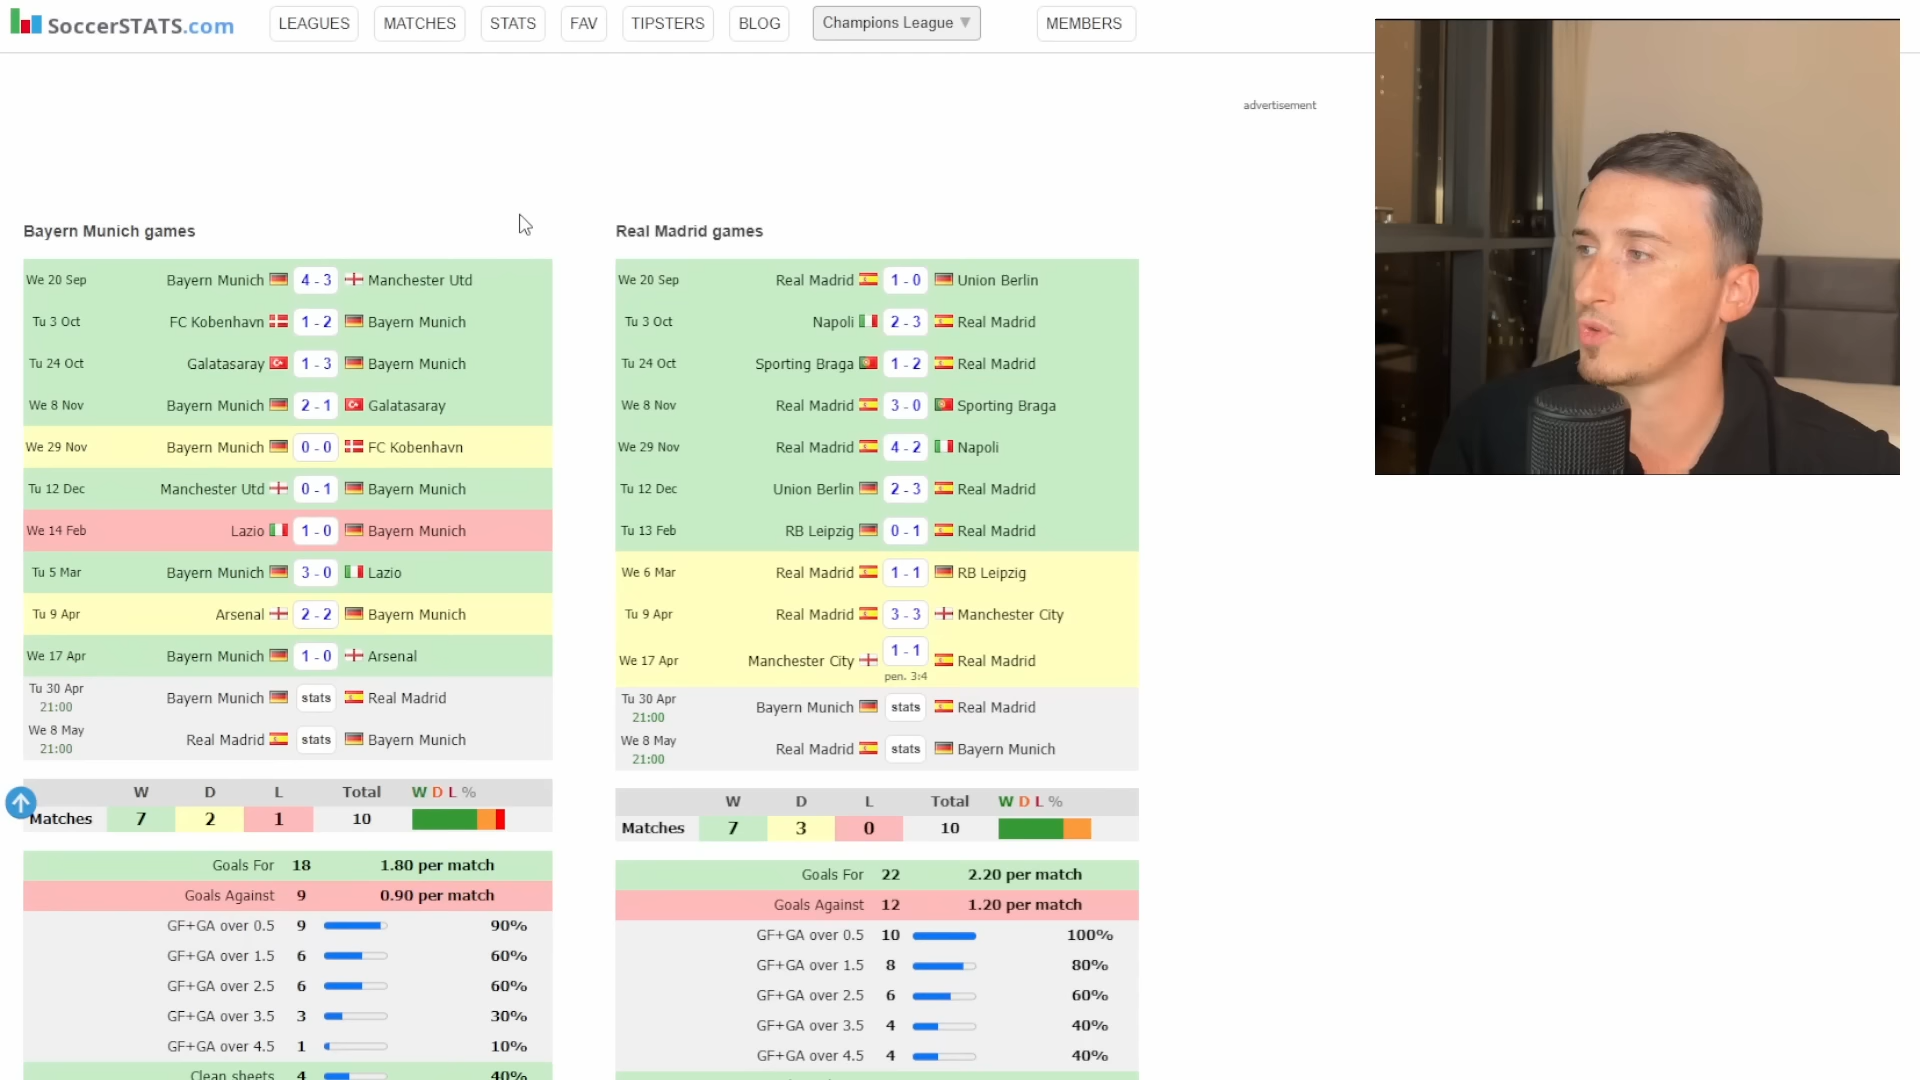 SoccerSTATS.com
LEAGUES
MATCHES
STATS
FAV
TIPSTERS
BLOG
Champions League ▼
MEMBERS
advertisement
Bayern Munich games
We 20 Sep Bayern Munich 4 - 3 Manchester Utd
Tu 3 Oct FC Kobenhavn 1 - 2 Bayern Munich
Tu 24 Oct Galatasaray 1 - 3 Bayern Munich
We 8 Nov Bayern Munich 2 - 1 Galatasaray
We 29 Nov Bayern Munich 0 - 0 FC Kobenhavn
Tu 12 Dec Manchester Utd 0 - 1 Bayern Munich
We 14 Feb Lazio 1 - 0 Bayern Munich
Tu 5 Mar Bayern Munich 3 - 0 Lazio
Tu 9 Apr Arsenal 2 - 2 Bayern Munich
We 17 Apr Bayern Munich 1 - 0 Arsenal
Tu 30 Apr
21:00
Bayern Munich stats Real Madrid
We 8 May
21:00
Real Madrid stats Bayern Munich
W D L Total W D L %
Matches 7 2 1 10
Goals For 18 1.80 per match
Goals Against 9 0.90 per match
GF+GA over 0.5 9 90%
GF+GA over 1.5 6 60%
GF+GA over 2.5 6 60%
GF+GA over 3.5 3 30%
GF+GA over 4.5 1 10%
Clean sheets 4 40%
Real Madrid games
We 20 Sep Real Madrid 1 - 0 Union Berlin
Tu 3 Oct Napoli 2 - 3 Real Madrid
Tu 24 Oct Sporting Braga 1 - 2 Real Madrid
We 8 Nov Real Madrid 3 - 0 Sporting Braga
We 29 Nov Real Madrid 4 - 2 Napoli
Tu 12 Dec Union Berlin 2 - 3 Real Madrid
Tu 13 Feb RB Leipzig 0 - 1 Real Madrid
We 6 Mar Real Madrid 1 - 1 RB Leipzig
Tu 9 Apr Real Madrid 3 - 3 Manchester City
We 17 Apr Manchester City 1 - 1 Real Madrid
pen. 3:4
Tu 30 Apr
21:00
Bayern Munich stats Real Madrid
We 8 May
21:00
Real Madrid stats Bayern Munich
W D L Total W D L %
Matches 7 3 0 10
Goals For 22 2.20 per match
Goals Against 12 1.20 per match
GF+GA over 0.5 10 100%
GF+GA over 1.5 8 80%
GF+GA over 2.5 6 60%
GF+GA over 3.5 4 40%
GF+GA over 4.5 4 40%